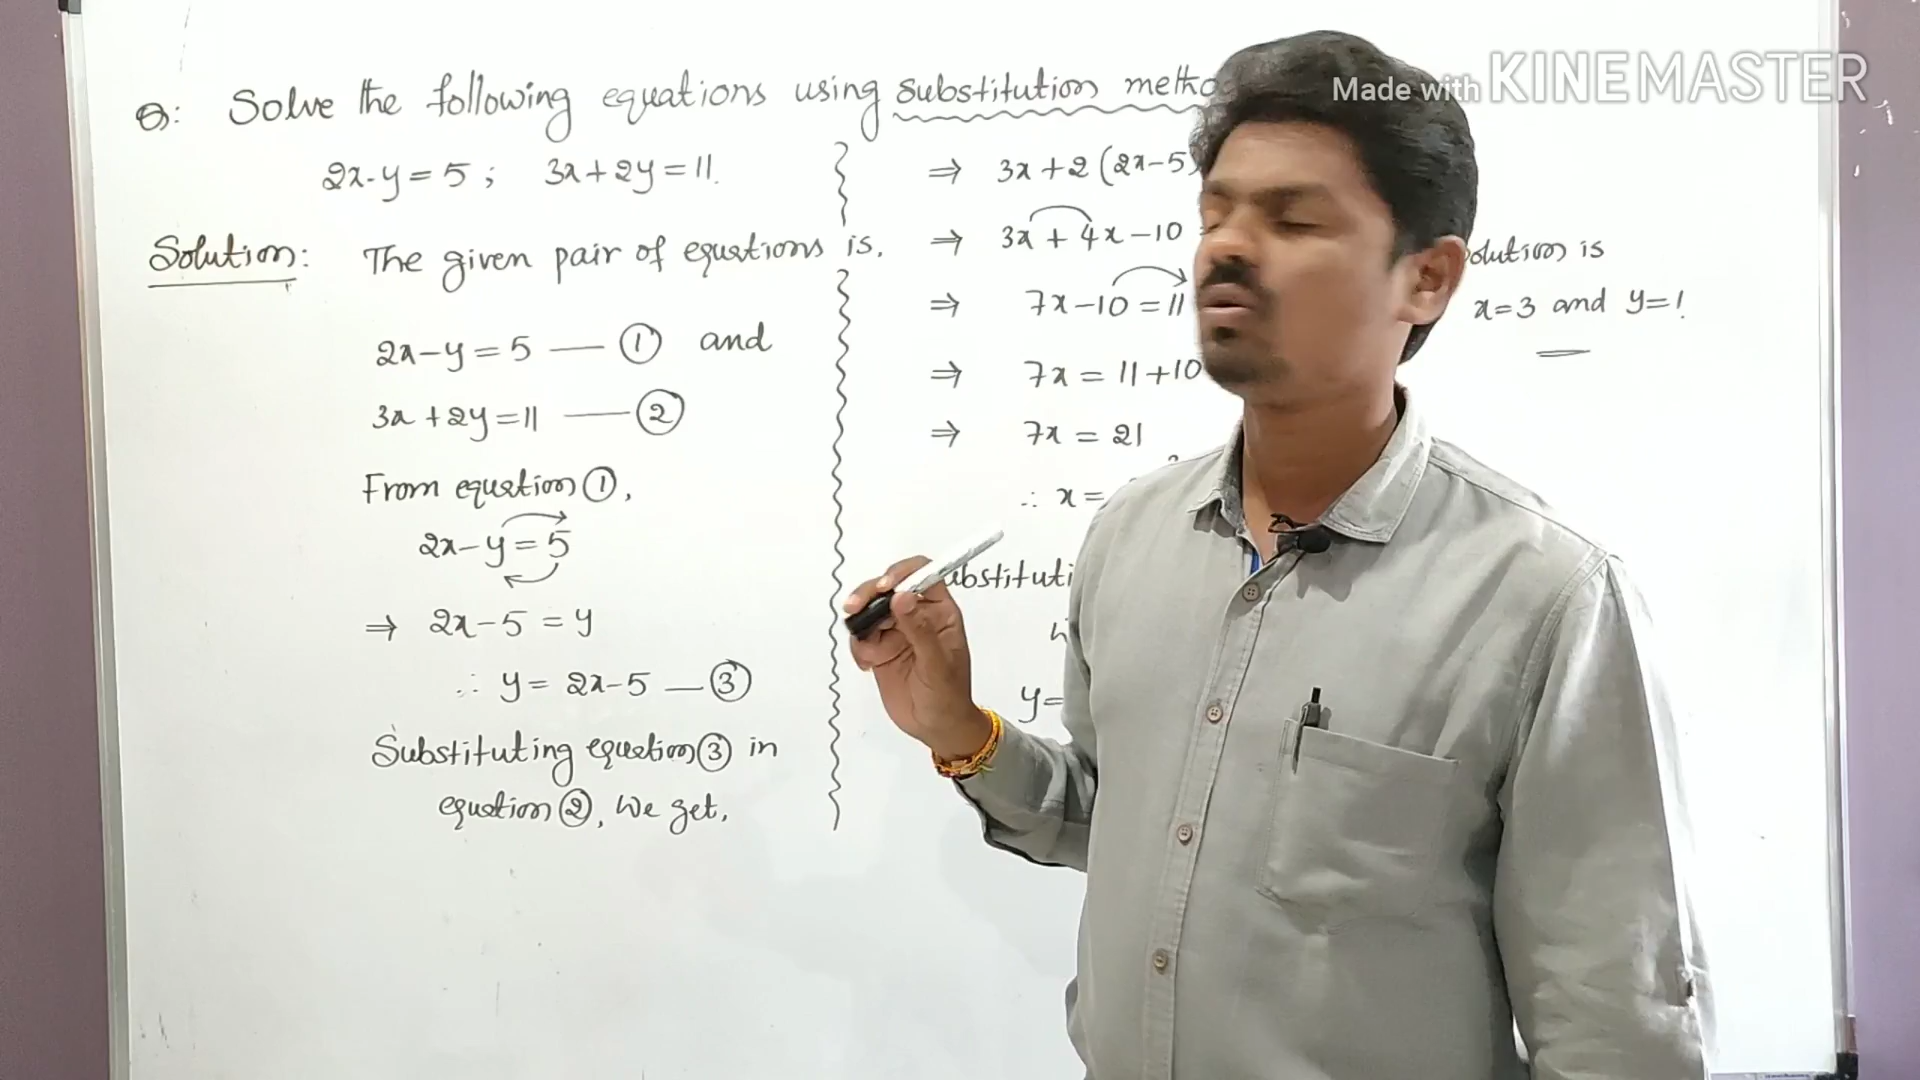 Q: Solve the following equations using substitution metho
2x-y=5; 3x+2y=11.
Solution: The given pair of equations is.
2x-y=5 — ① and
3x+2y=11 — ②
From equation ①,
2x-y=5
⇒ 2x-5=y
∴ y=2x-5 — ③
Substituting equation ③ in
equation ②, We get,
⇒ 3x+2(2x-5)
⇒ 3x+4x-10
⇒ 7x-10=11
⇒ 7x=11+10
⇒ 7x=21
∴ x=
ubstituti
y=
olution is
x=3 and y=1
Made with KINEMASTER